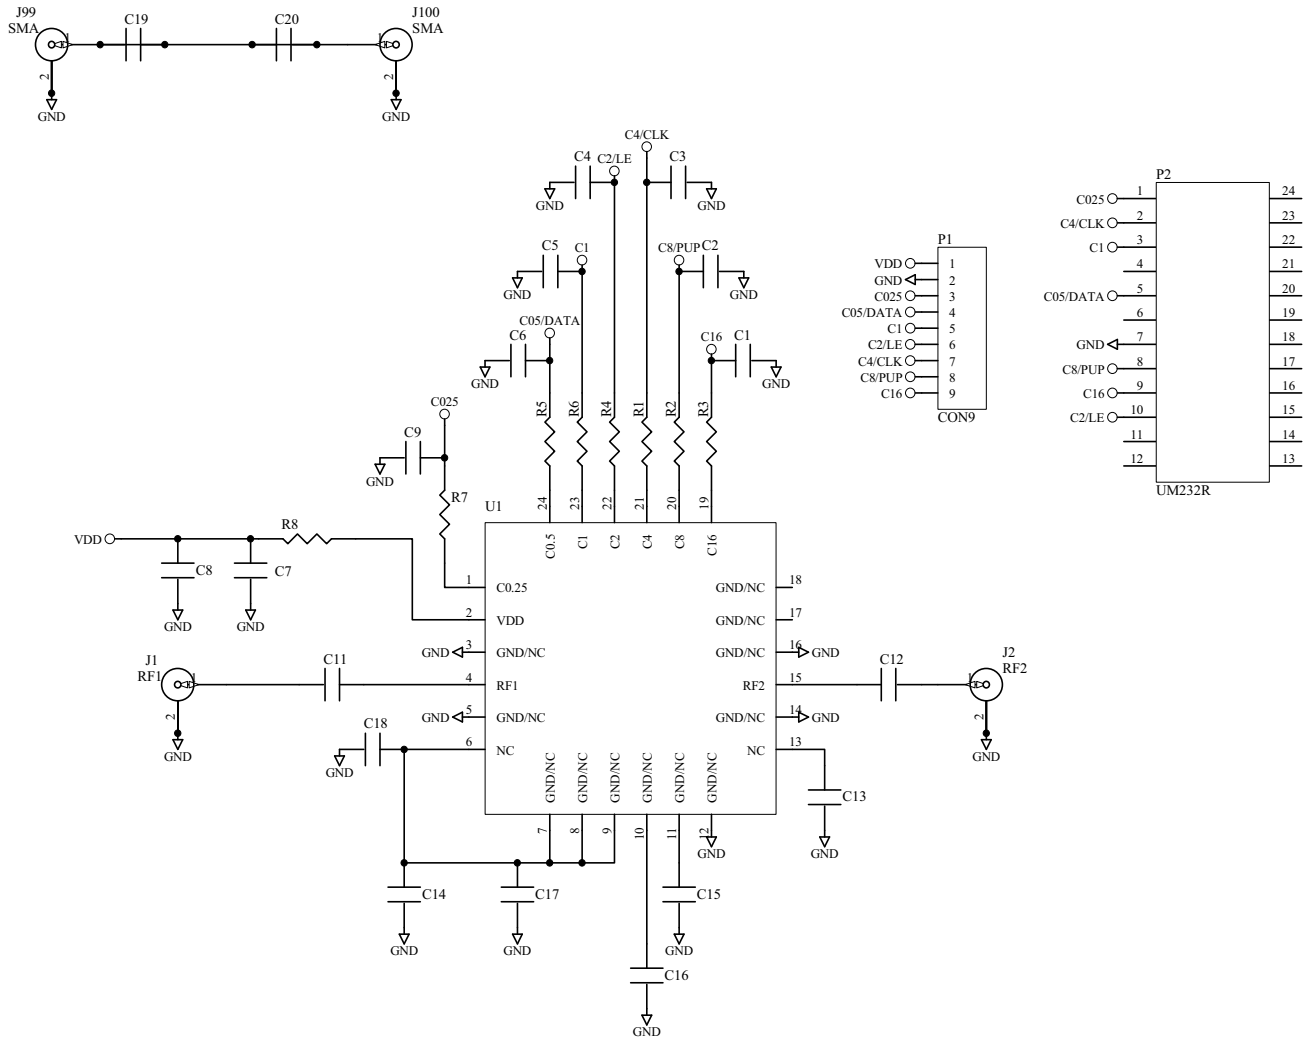 J99
SMA
C19
C20
J100
SMA
1
1
2
2
GND
GND
C4/CLK
C4
C2/LE
C3
GND
GND
C5
C1
C8/PUP
C2
GND
GND
C05/DATA
C6
C16
C1
GND
GND
C025
C9
GND
R5
R6
R4
R1
R2
R3
R7
U1
24
23
22
21
20
19
C0.5
C1
C2
C4
C8
C16
VDD
R8
C8
C7
GND
GND
1
C0.25
2
VDD
GND
3
GND/NC
4
RF1
GND
5
GND/NC
6
NC
GND/NC
18
GND/NC
17
GND/NC
16
GND
RF2
15
GND/NC
14
GND
NC
13
J1
RF1
1
2
GND
C11
C18
GND
C12
J2
RF2
1
2
GND
C13
GND
GND/NC
GND/NC
GND/NC
GND/NC
GND/NC
GND/NC
7
8
9
10
11
12
GND
C14
GND
C17
GND
C15
GND
C16
GND
P1
VDD
1
GND
2
C025
3
C05/DATA
4
C1
5
C2/LE
6
C4/CLK
7
C8/PUP
8
C16
9
CON9
P2
C025
1
24
C4/CLK
2
23
C1
3
22
4
21
C05/DATA
5
20
6
19
GND
7
18
C8/PUP
8
17
C16
9
16
C2/LE
10
15
11
14
12
13
UM232R